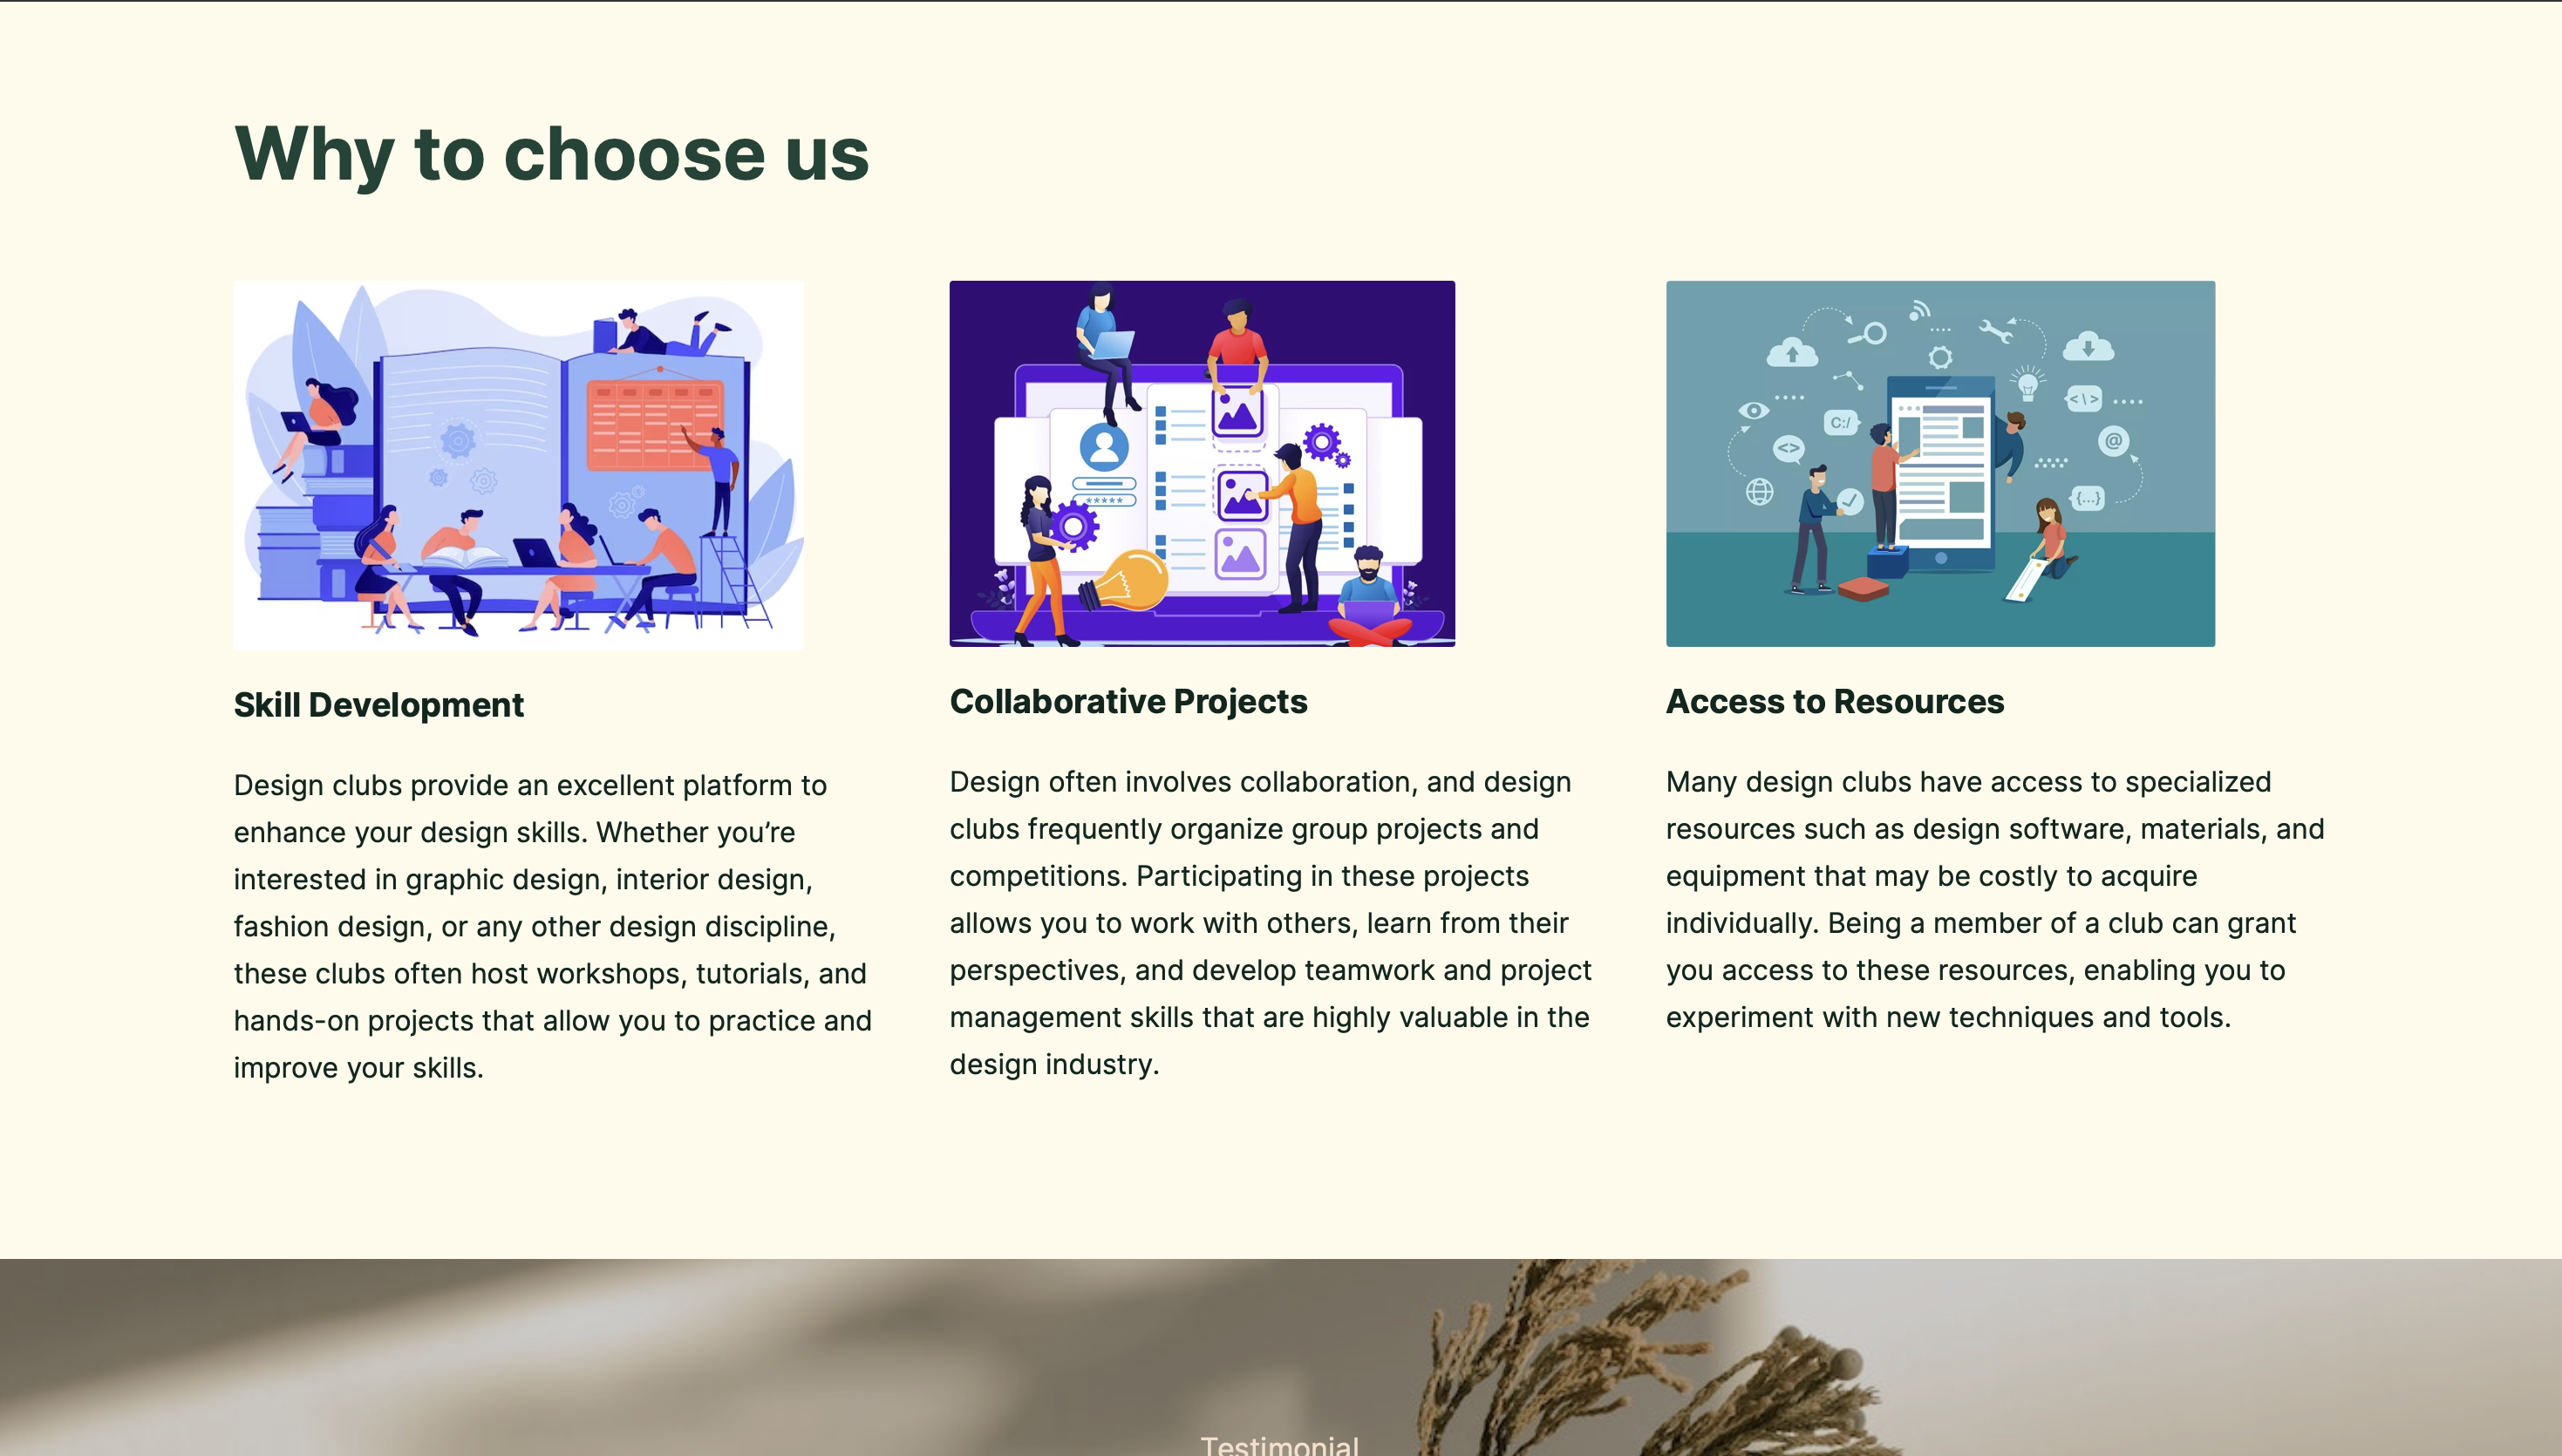 Why to choose us
Skill Development
Design clubs provide an excellent platform to
enhance your design skills. Whether you’re
interested in graphic design, interior design,
fashion design, or any other design discipline,
these clubs often host workshops, tutorials, and
hands-on projects that allow you to practice and
improve your skills.
Collaborative Projects
Design often involves collaboration, and design
clubs frequently organize group projects and
competitions. Participating in these projects
allows you to work with others, learn from their
perspectives, and develop teamwork and project
management skills that are highly valuable in the
design industry.
C:/
<>
<\>
@
{...}
Access to Resources
Many design clubs have access to specialized
resources such as design software, materials, and
equipment that may be costly to acquire
individually. Being a member of a club can grant
you access to these resources, enabling you to
experiment with new techniques and tools.
Testimonial